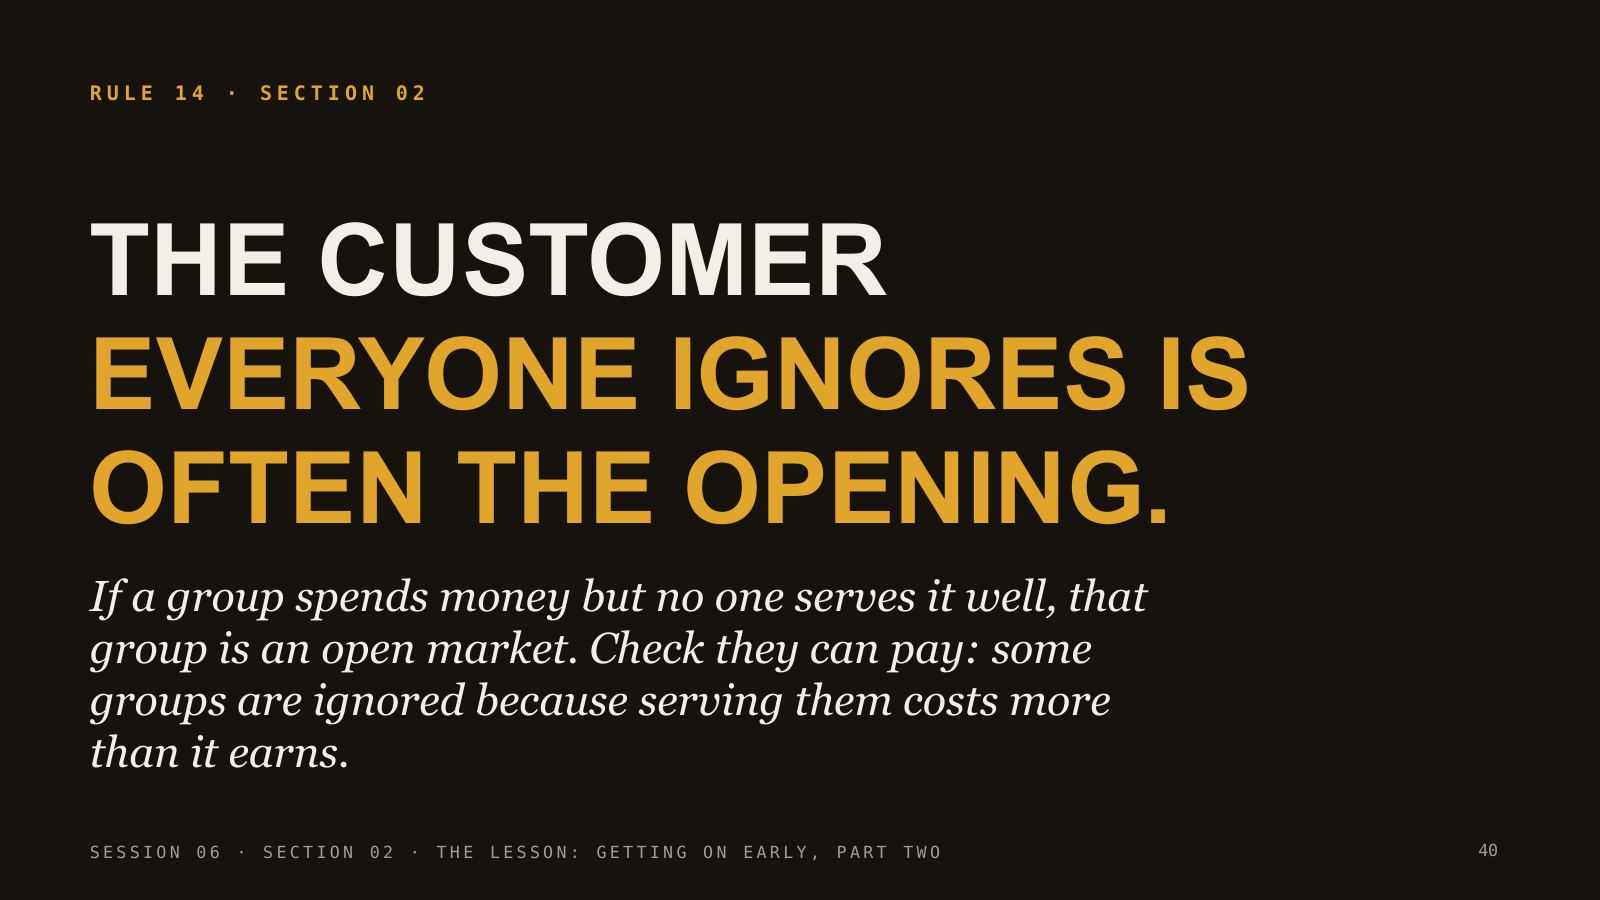 RULE 14 · SECTION 02
THE CUSTOMER
EVERYONE IGNORES IS
OFTEN THE OPENING.
If a group spends money but no one serves it well, that
group is an open market. Check they can pay: some
groups are ignored because serving them costs more
than it earns.
SESSION 06 · SECTION 02 · THE LESSON: GETTING ON EARLY, PART TWO
40